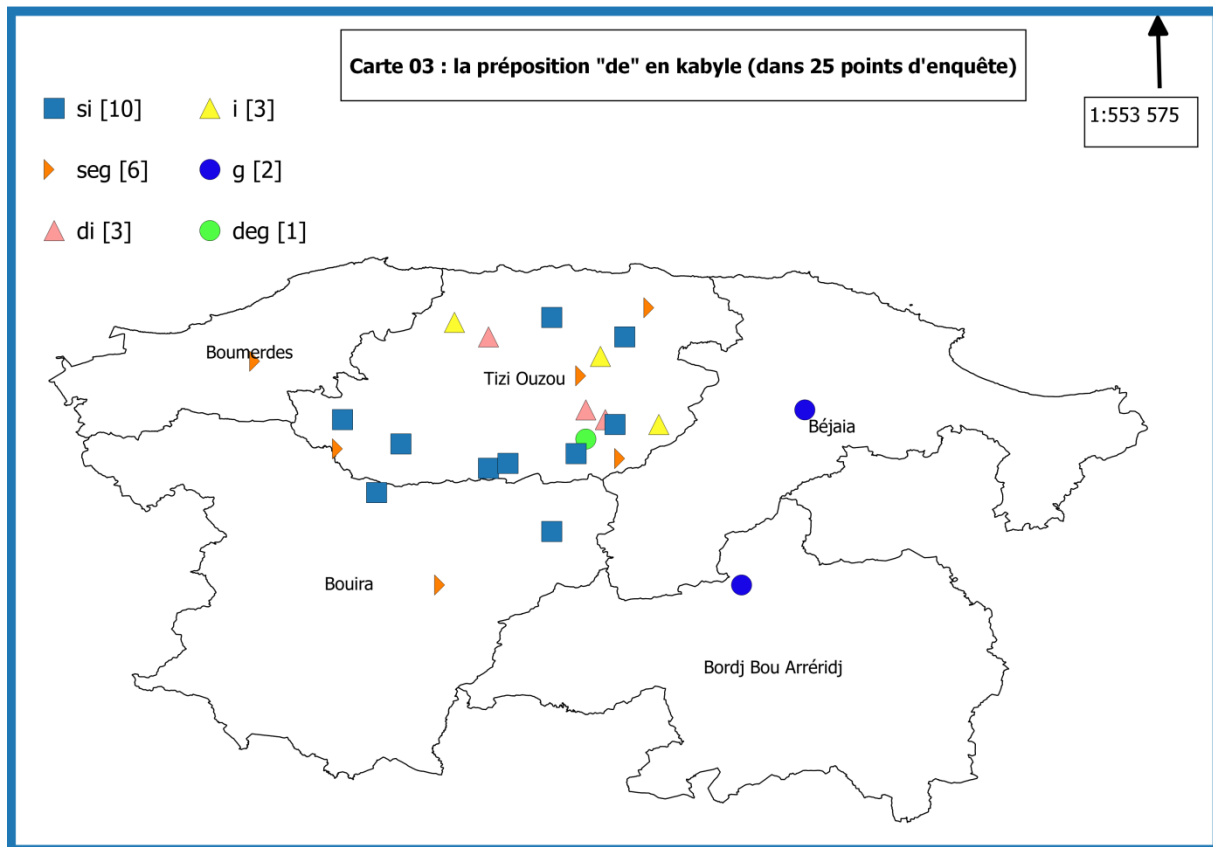 Carte 03 : la préposition "de" en kabyle (dans 25 points d'enquête)
1:553 575
si [10]
i [3]
seg [6]
g [2]
di [3]
deg [1]
Boumerdes
Tizi Ouzou
Béjaia
Bouira
Bordj Bou Arréridj